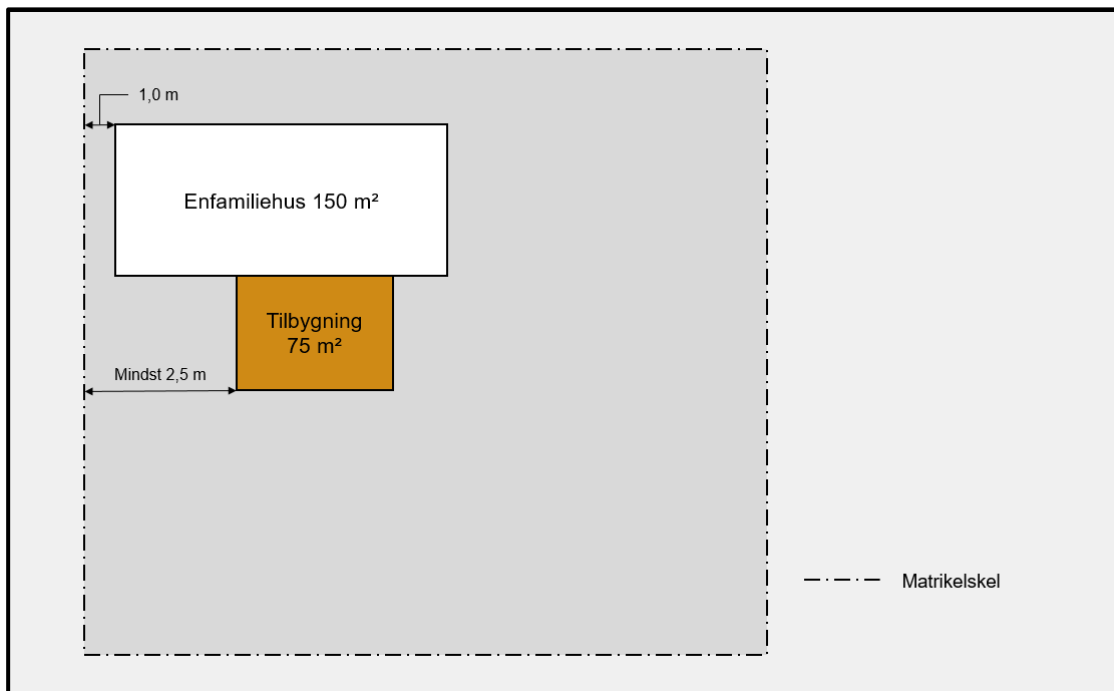 1,0 m
Enfamiliehus 150 m²
Tilbygning
75 m²
Mindst 2,5 m
Matrikelskel